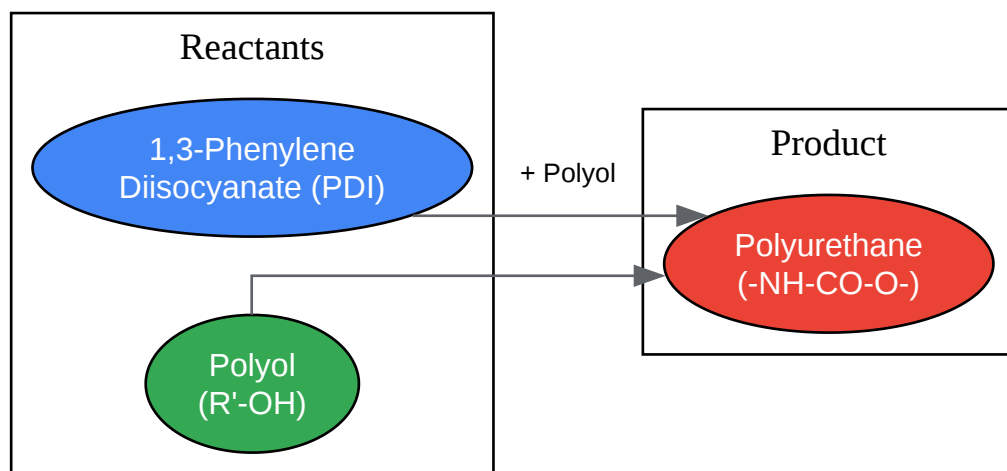 Reactants
1,3-Phenylene
Diisocyanate (PDI)
+ Polyol
Product
Polyurethane
(-NH-CO-O-)
Polyol
(R'-OH)